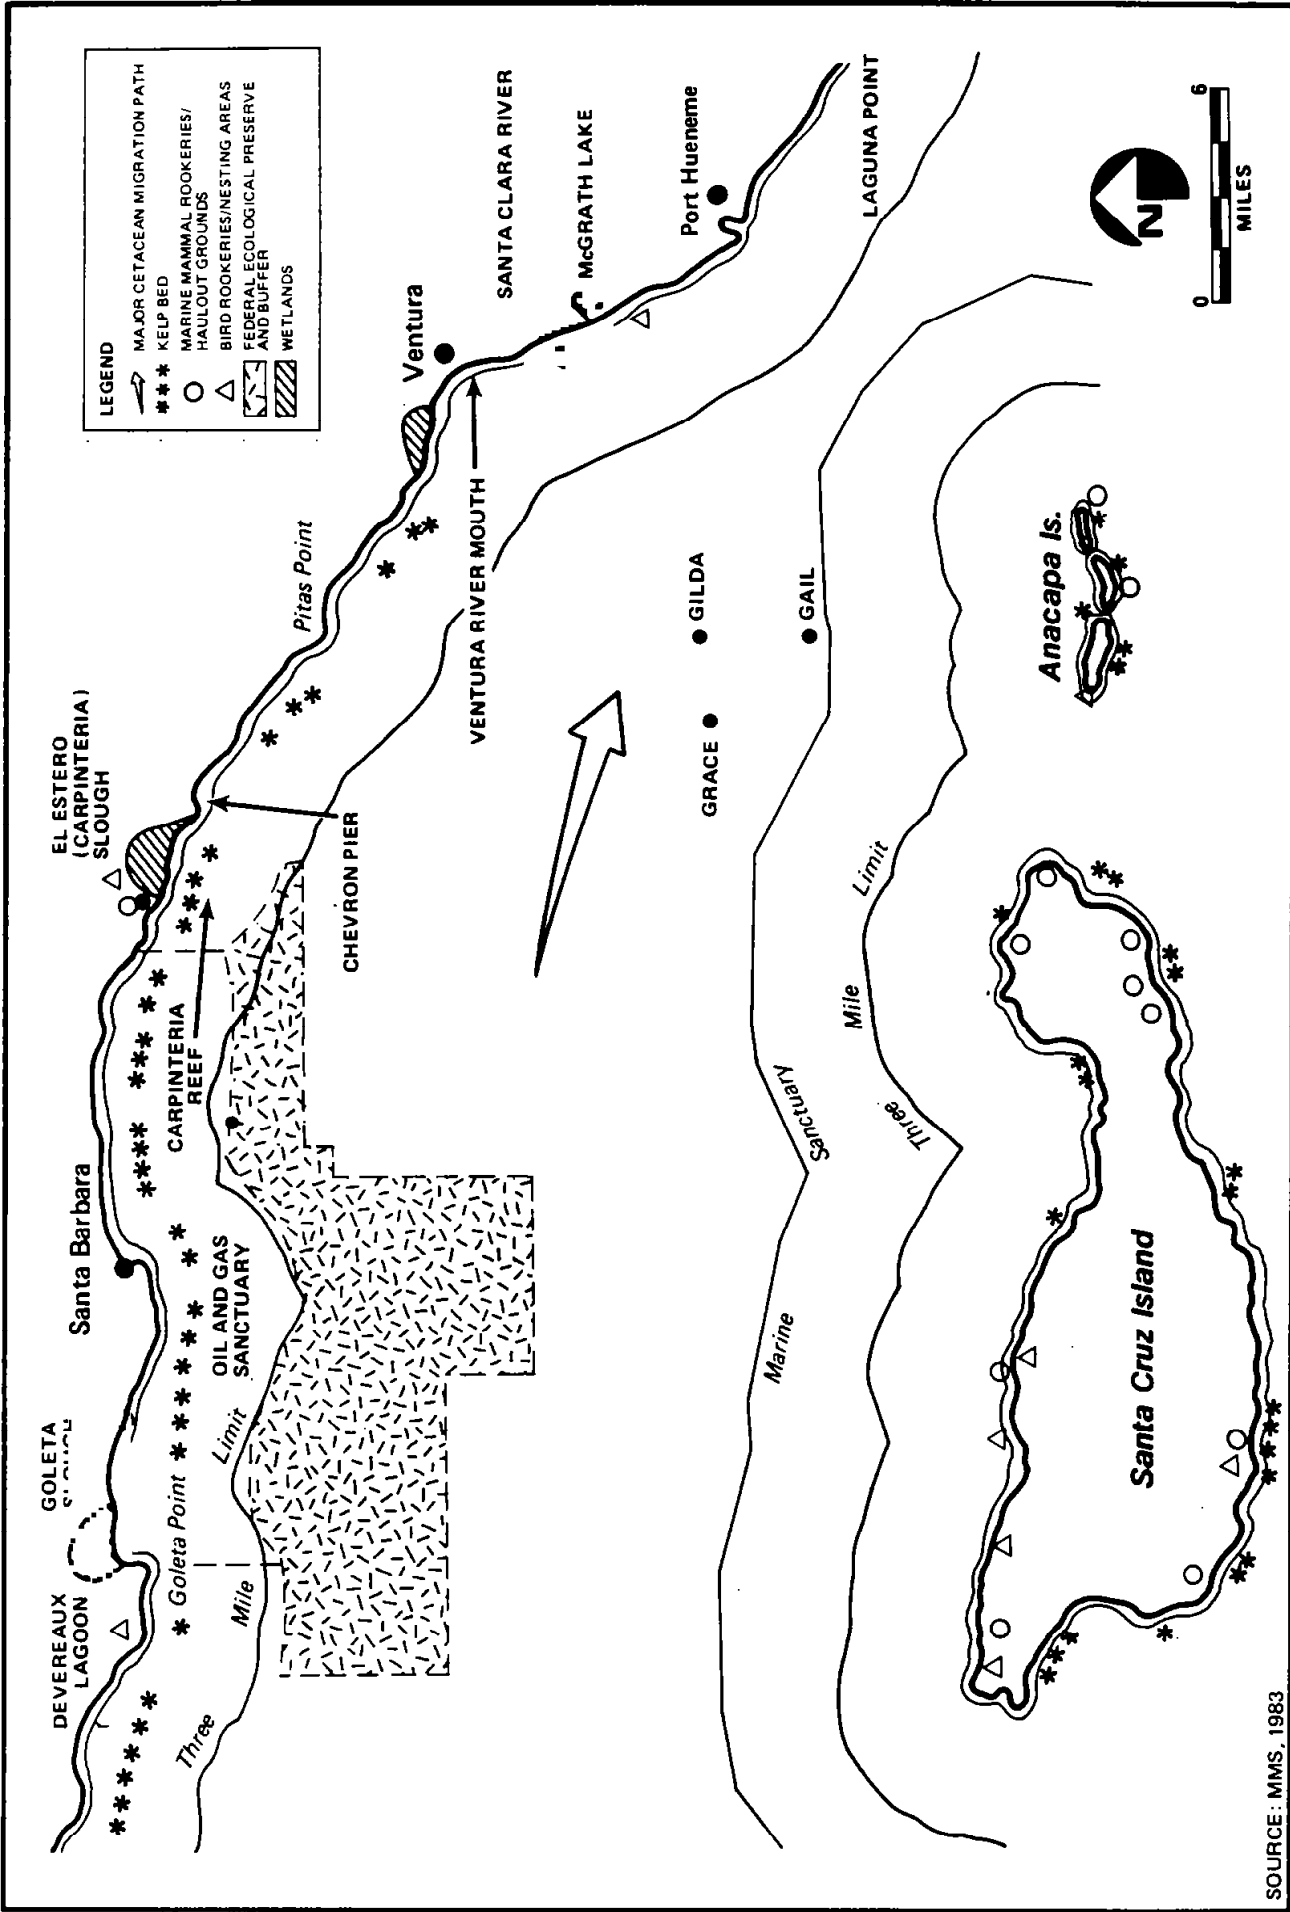 LEGEND
MAJOR CETACEAN MIGRATION PATH
KELP BED
MARINE MAMMAL ROOKERIES/
HAULOUT GROUNDS
BIRD ROOKERIES/NESTING AREAS
FEDERAL ECOLOGICAL PRESERVE
AND BUFFER
WETLANDS
DEVEREAUX
LAGOON
GOLETA
Goleta Point
Santa Barbara
EL ESTERO
(CARPINTERIA)
SLOUGH
CARPINTERIA
REEF
OIL AND GAS
SANCTUARY
Three
Mile
Limit
CHEVRON PIER
Pitas Point
VENTURA RIVER MOUTH
Ventura
SANTA CLARA RIVER
McGRATH LAKE
Port Hueneme
LAGUNA POINT
GRACE
GILDA
GAIL
Marine
Sanctuary
Three
Mile
Limit
Santa Cruz Island
Anacapa Is.
N
0
6
MILES
SOURCE: MMS, 1983